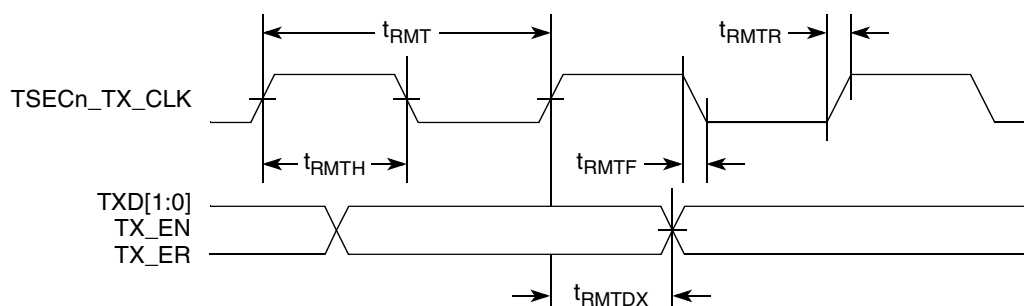 tRMT
tRMTR
TSECn_TX_CLK
tRMTH
tRMTF
TXD[1:0]
TX_EN
TX_ER
tRMTDX